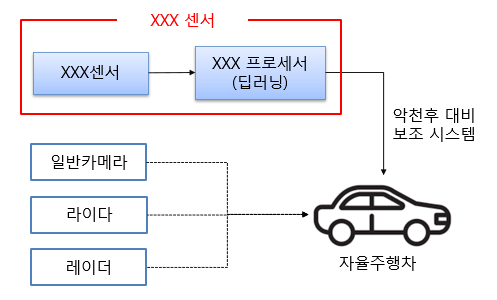 XXX 센서
XXX센서
XXX 프로세서
(딥러닝)
악천후 대비
보조 시스템
일반카메라
라이다
레이더
자율주행차